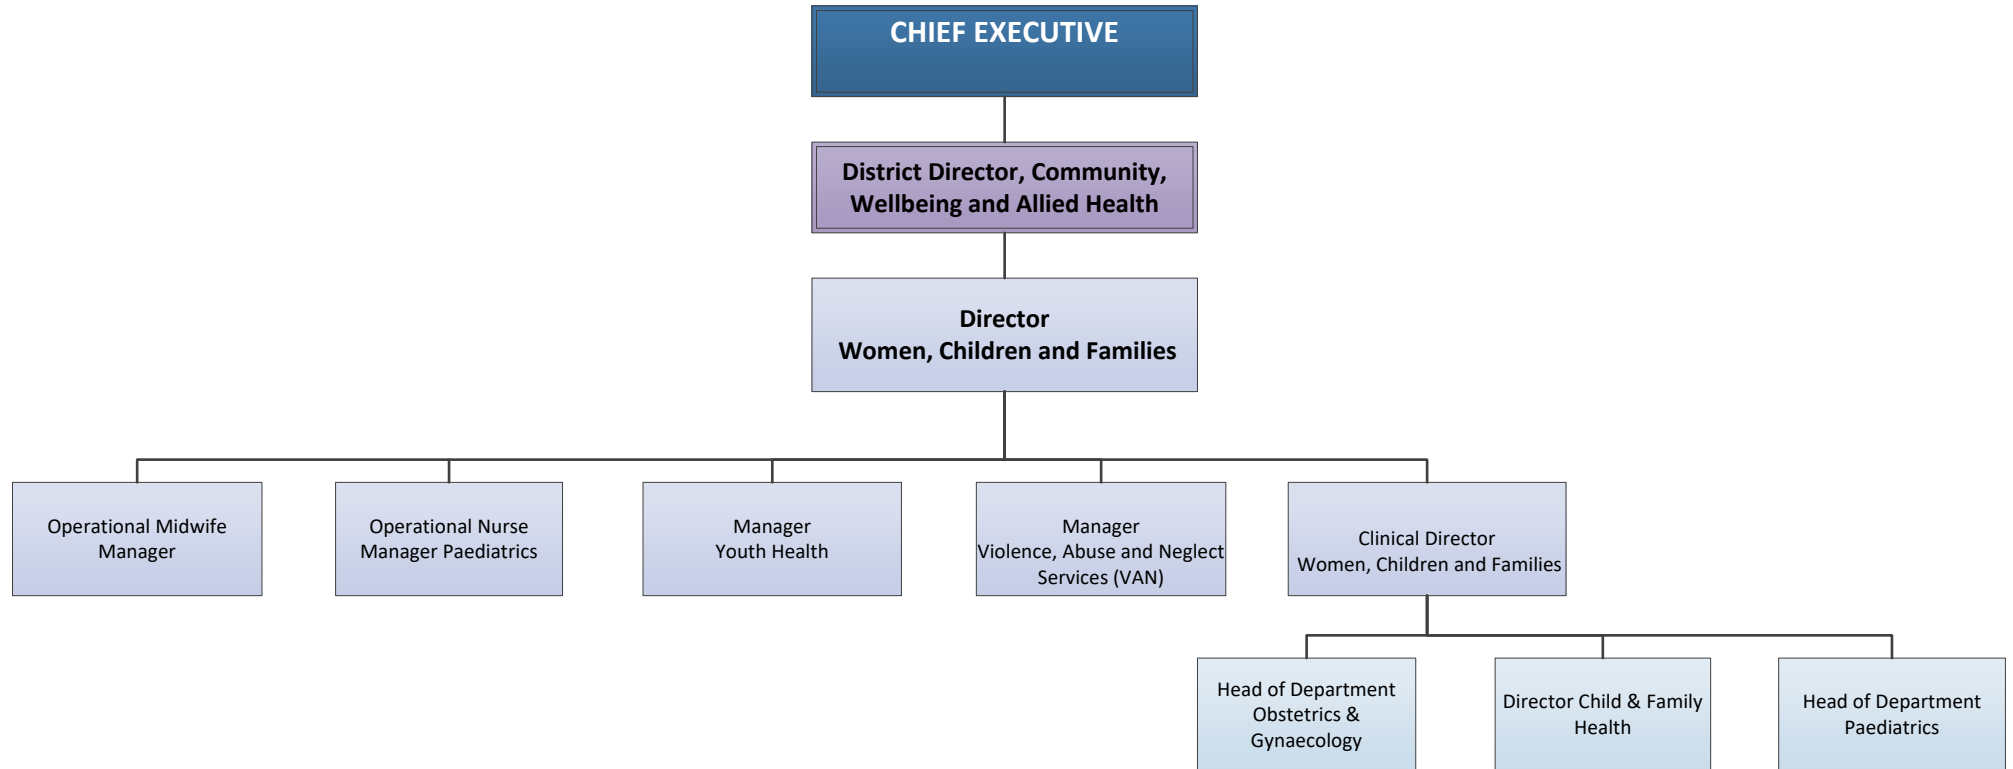 CHIEF EXECUTIVE
District Director, Community,
Wellbeing and Allied Health
Director
Women, Children and Families
Operational Midwife
Manager
Operational Nurse
Manager Paediatrics
Manager
Youth Health
Manager
Violence, Abuse and Neglect
Services (VAN)
Clinical Director
Women, Children and Families
Head of Department
Obstetrics &
Gynaecology
Director Child & Family
Health
Head of Department
Paediatrics